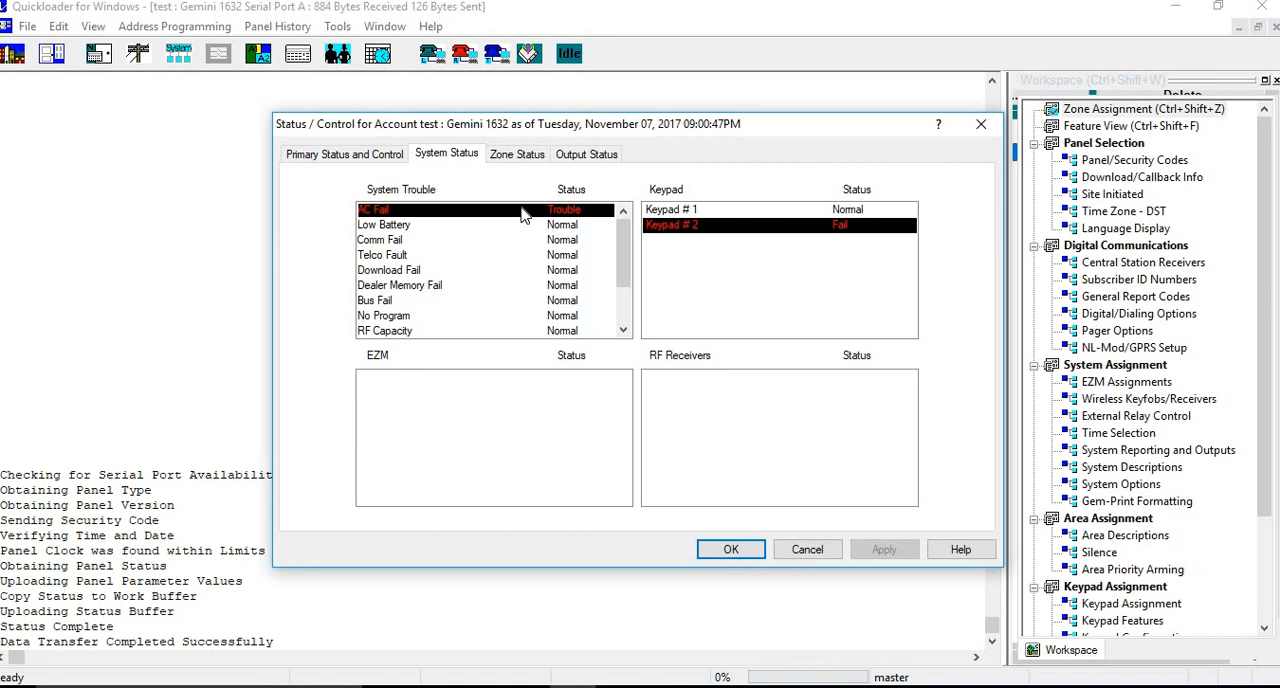 Quickloader for Windows - [test : Gemini 1632 Serial Port A : 884 Bytes Received 126 Bytes Sent]
File Edit View Address Programming Panel History Tools Window Help
System
Idle
Workspace (Ctrl+Shift+W)
Delete
Status / Control for Account test : Gemini 1632 as of Tuesday, November 07, 2017 09:00:47PM
?
Primary Status and Control System Status Zone Status Output Status
System Trouble Status
AC Fail Trouble
Low Battery Normal
Comm Fail Normal
Telco Fault Normal
Download Fail Normal
Dealer Memory Fail Normal
Bus Fail Normal
No Program Normal
RF Capacity Normal
Keypad Status
Keypad # 1 Normal
Keypad # 2 Fail
EZM Status
RF Receivers Status
OK Cancel Apply Help
Checking for Serial Port Availabilit
Obtaining Panel Type
Obtaining Panel Version
Sending Security Code
Verifying Time and Date
Panel Clock was found within Limits
Obtaining Panel Status
Uploading Panel Parameter Values
Copy Status to Work Buffer
Uploading Status Buffer
Status Complete
Data Transfer Completed Successfully
Zone Assignment (Ctrl+Shift+Z)
Feature View (Ctrl+Shift+F)
Panel Selection
Panel/Security Codes
Download/Callback Info
Site Initiated
Time Zone - DST
Language Display
Digital Communications
Central Station Receivers
Subscriber ID Numbers
General Report Codes
Digital/Dialing Options
Pager Options
NL-Mod/GPRS Setup
System Assignment
EZM Assignments
Wireless Keyfobs/Receivers
External Relay Control
Time Selection
System Reporting and Outputs
System Descriptions
System Options
Gem-Print Formatting
Area Assignment
Area Descriptions
Silence
Area Priority Arming
Keypad Assignment
Keypad Assignment
Keypad Features
Workspace
eady 0% master